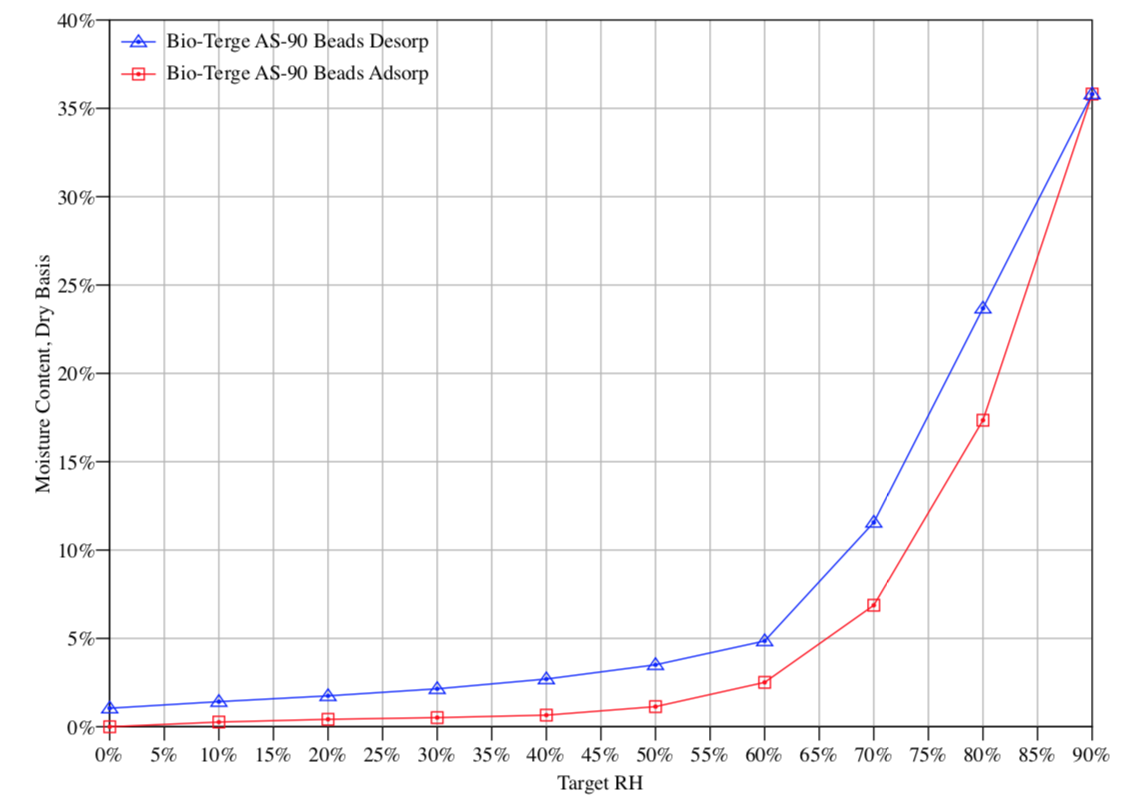 40%
35%
30%
25%
20%
15%
10%
5%
0%
Moisture Content, Dry Basis
Bio-Terge AS-90 Beads Desorp
Bio-Terge AS-90 Beads Adsorp
0% 5% 10% 15% 20% 25% 30% 35% 40% 45% 50% 55% 60% 65% 70% 75% 80% 85% 90%
Target RH